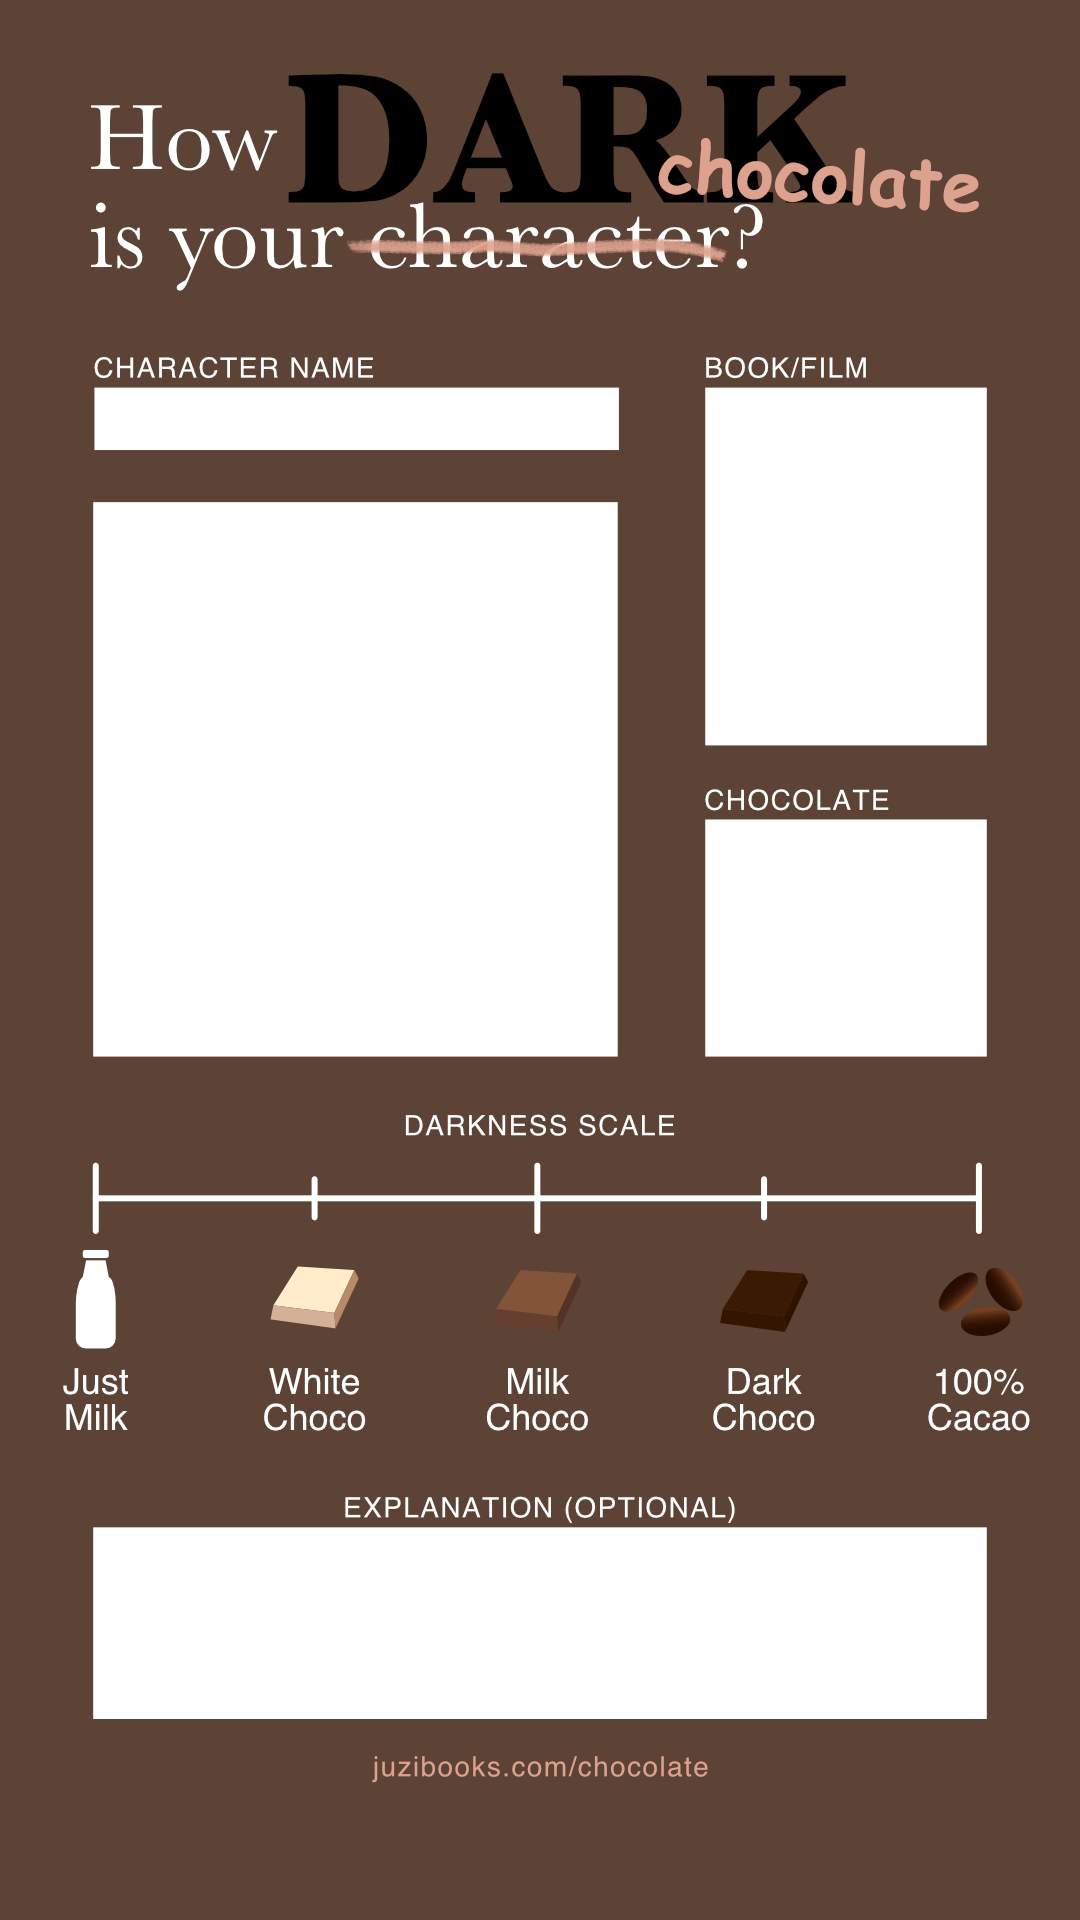 How DARK chocolate
is your character?
CHARACTER NAME
BOOK/FILM
CHOCOLATE
DARKNESS SCALE
Just
Milk
White
Choco
Milk
Choco
Dark
Choco
100%
Cacao
EXPLANATION (OPTIONAL)
juzibooks.com/chocolate